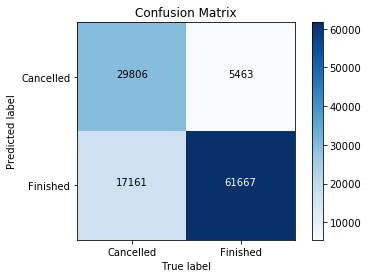 Confusion Matrix
Predicted label
Cancelled
Finished
29806
5463
17161
61667
Cancelled
Finished
True label
60000
50000
40000
30000
20000
10000